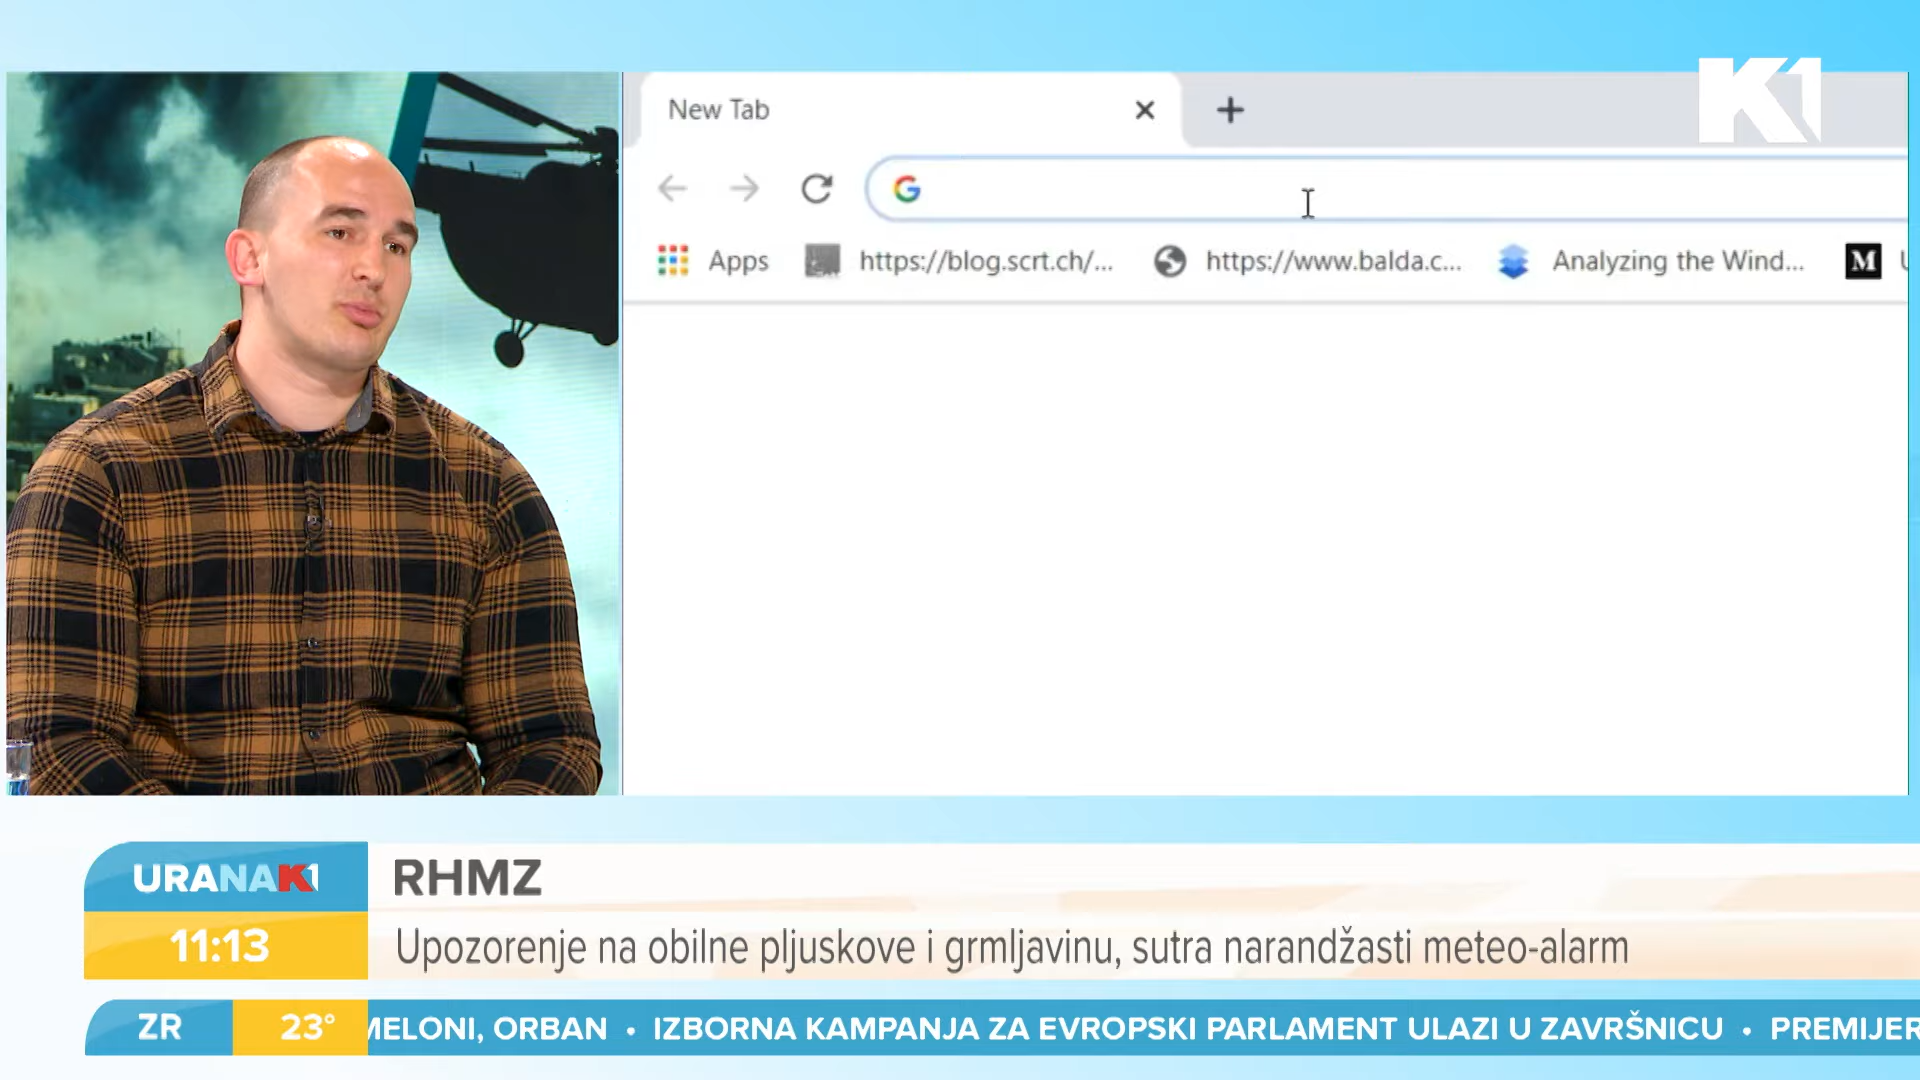 K1
New Tab
Apps
https://blog.scrt.ch/...
https://www.balda.c...
Analyzing the Wind...
M
URANAK1
RHMZ
11:13
Upozorenje na obilne pljuskove i grmljavinu, sutra narandžasti meteo-alarm
ZR
23°
MELONI, ORBAN • IZBORNA KAMPANJA ZA EVROPSKI PARLAMENT ULAZI U ZAVRŠNICU • PREMIJER